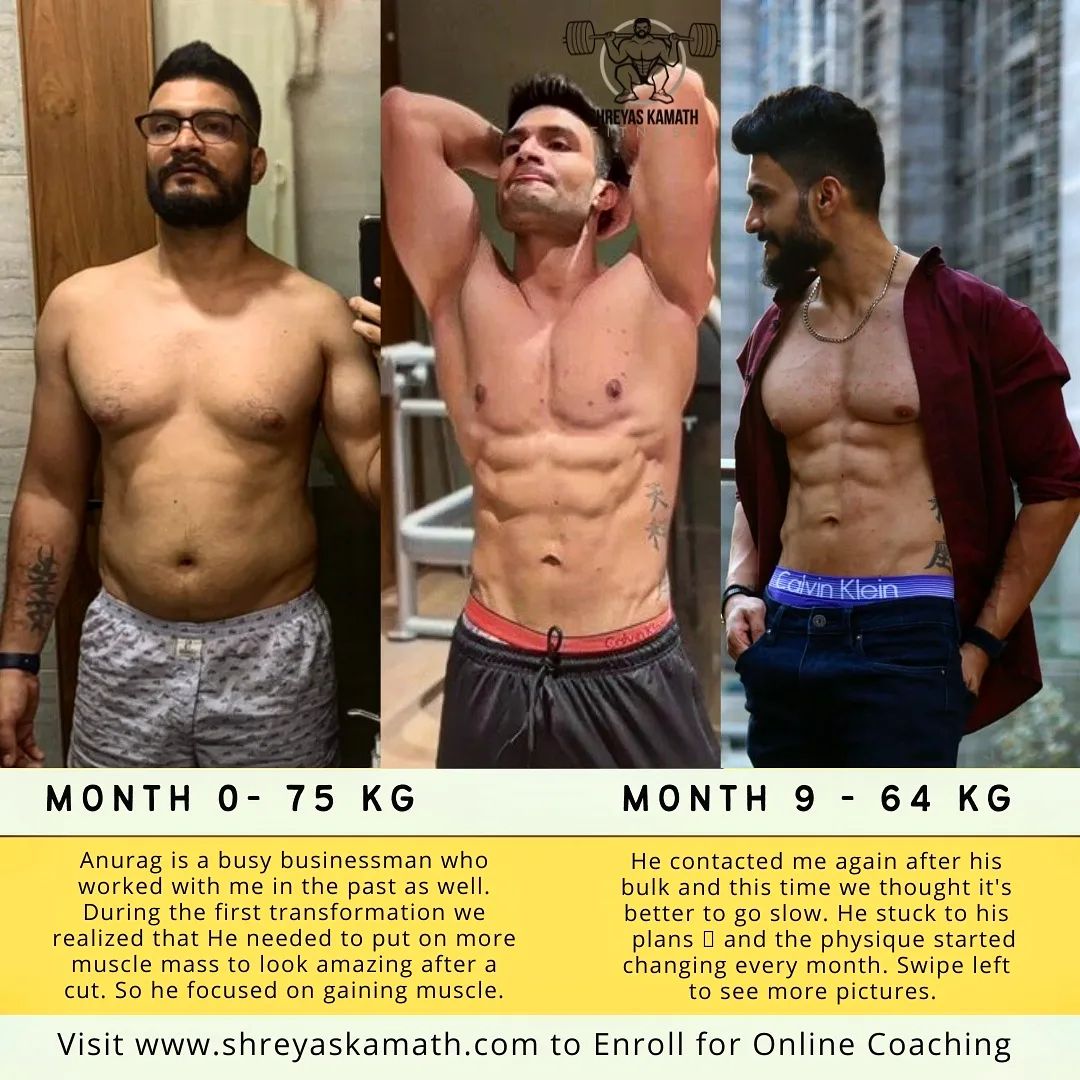 SHREYAS KAMATH
FITNESS
Calvin Klein
Calvin Klein
MONTH 0- 75 KG
MONTH 9 - 64 KG
Anurag is a busy businessman who
worked with me in the past as well.
During the first transformation we
realized that He needed to put on more
muscle mass to look amazing after a
cut. So he focused on gaining muscle.
He contacted me again after his
bulk and this time we thought it's
better to go slow. He stuck to his
plans and the physique started
changing every month. Swipe left
to see more pictures.
Visit www.shreyaskamath.com to Enroll for Online Coaching